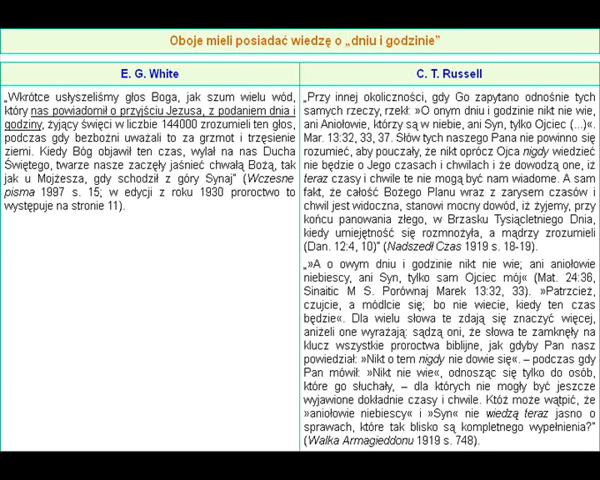 Oboje mieli posiadać wiedzę o „dniu i godzinie”
E. G. White
„Wkrótce usłyszeliśmy głos Boga, jak szum wielu wód,
który nas powiadomił o przyjściu Jezusa, z podaniem dnia i
godziny, żyjący święci w liczbie 144000 zrozumieli ten głos,
podczas gdy bezbożni uważali to za grzmot i trzęsienie
ziemi. Kiedy Bóg objawił ten czas, wylał na nas Ducha
Świętego, twarze nasze zaczęły jaśnieć chwałą Bożą, tak
jak u Mojżesza, gdy schodził z góry Synaj” (Wczesne
pisma 1997 s. 15; w edycji z roku 1930 proroctwo to
występuje na stronie 11).
C. T. Russell
„Przy innej okoliczności, gdy Go zapytano odnośnie tych
samych rzeczy, rzekł: »O onym dniu i godzinie nikt nie wie,
ani Aniołowie, którzy są w niebie, ani Syn, tylko Ojciec (...)«.
Mar. 13:32, 33, 37. Słów tych naszego Pana nie powinno się
rozumieć, aby pouczały, że nikt oprócz Ojca nigdy wiedzieć
nie będzie o Jego czasach i chwilach i że dowodzą one, iż
teraz czasy i chwile te nie mogą być nam wiadome. A sam
fakt, że całość Bożego Planu wraz z zarysem czasów i
chwil jest widoczna, stanowi mocny dowód, iż żyjemy, przy
końcu panowania złego, w Brzasku Tysiącletniego Dnia,
kiedy umiejętność się rozmnożyła, a mądrzy zrozumieli
(Dan. 12:4, 10)” (Nadszedł Czas 1919 s. 18-19).
„»A o owym dniu i godzinie nikt nie wie; ani aniołowie
niebiescy, ani Syn, tylko sam Ojciec mój« (Mat. 24:36,
Sinaitic M S. Porównaj Marek 13:32, 33). »Patrzcież,
czujcie, a módlcie się; bo nie wiecie, kiedy ten czas
będzie«. Dla wielu słowa te zdają się znaczyć więcej,
aniżeli one wyrażają: sądzą oni, że słowa te zamknęły na
klucz wszystkie proroctwa biblijne, jak gdyby Pan nasz
powiedział: »Nikt o tem nigdy nie dowie się«. – podczas gdy
Pan mówił: »Nikt nie wie«, odnosząc się tylko do osób,
które go słuchały, – dla których nie mogły być jeszcze
wyjawione dokładnie czasy i chwile. Któż może wątpić, że
»aniołowie niebiescy« i »Syn« nie wiedzą teraz jasno o
sprawach, które tak blisko są kompletnego wypełnienia?”
(Walka Armagieddonu 1919 s. 748).